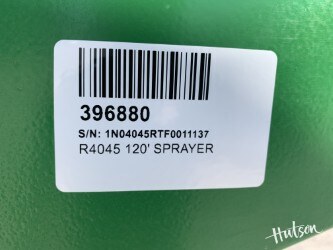 396880
S/N: 1N04045RTF0011137
R4045 120' SPRAYER
Hutson